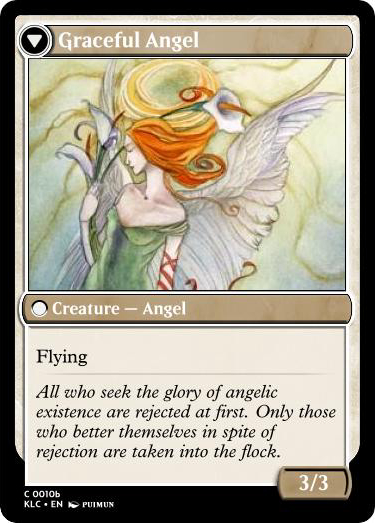 Graceful Angel
Creature — Angel
Flying
All who seek the glory of angelic
existence are rejected at first. Only those
who better themselves in spite of
rejection are taken into the flock.
3/3
C 0010b
KLC • EN PUIMUN